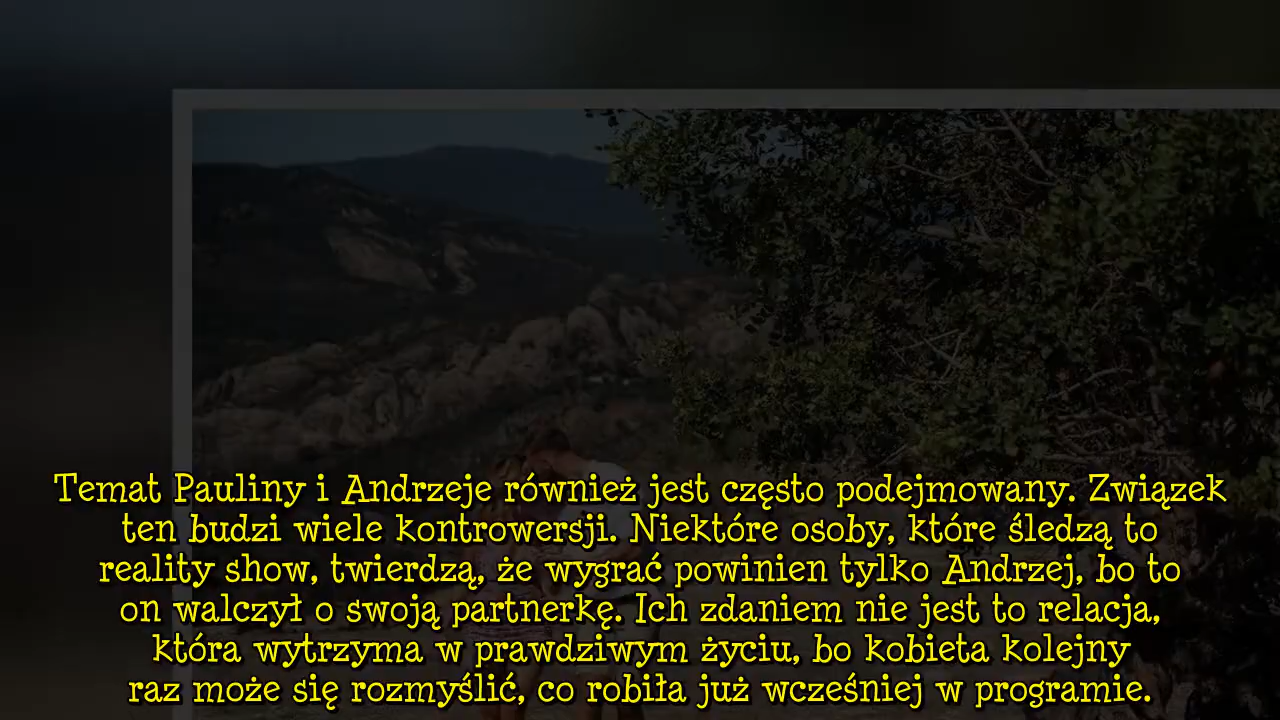 Temat Pauliny i Andrzeje również jest często podejmowany. Związek
ten budzi wiele kontrowersji. Niektóre osoby, które śledzą to
reality show, twierdzą, że wygrać powinien tylko Andrzej, bo to
on walczył o swoją partnerkę. Ich zdaniem nie jest to relacja,
która wytrzyma w prawdziwym życiu, bo kobieta kolejny
raz może się rozmyślić, co robiła już wcześniej w programie.